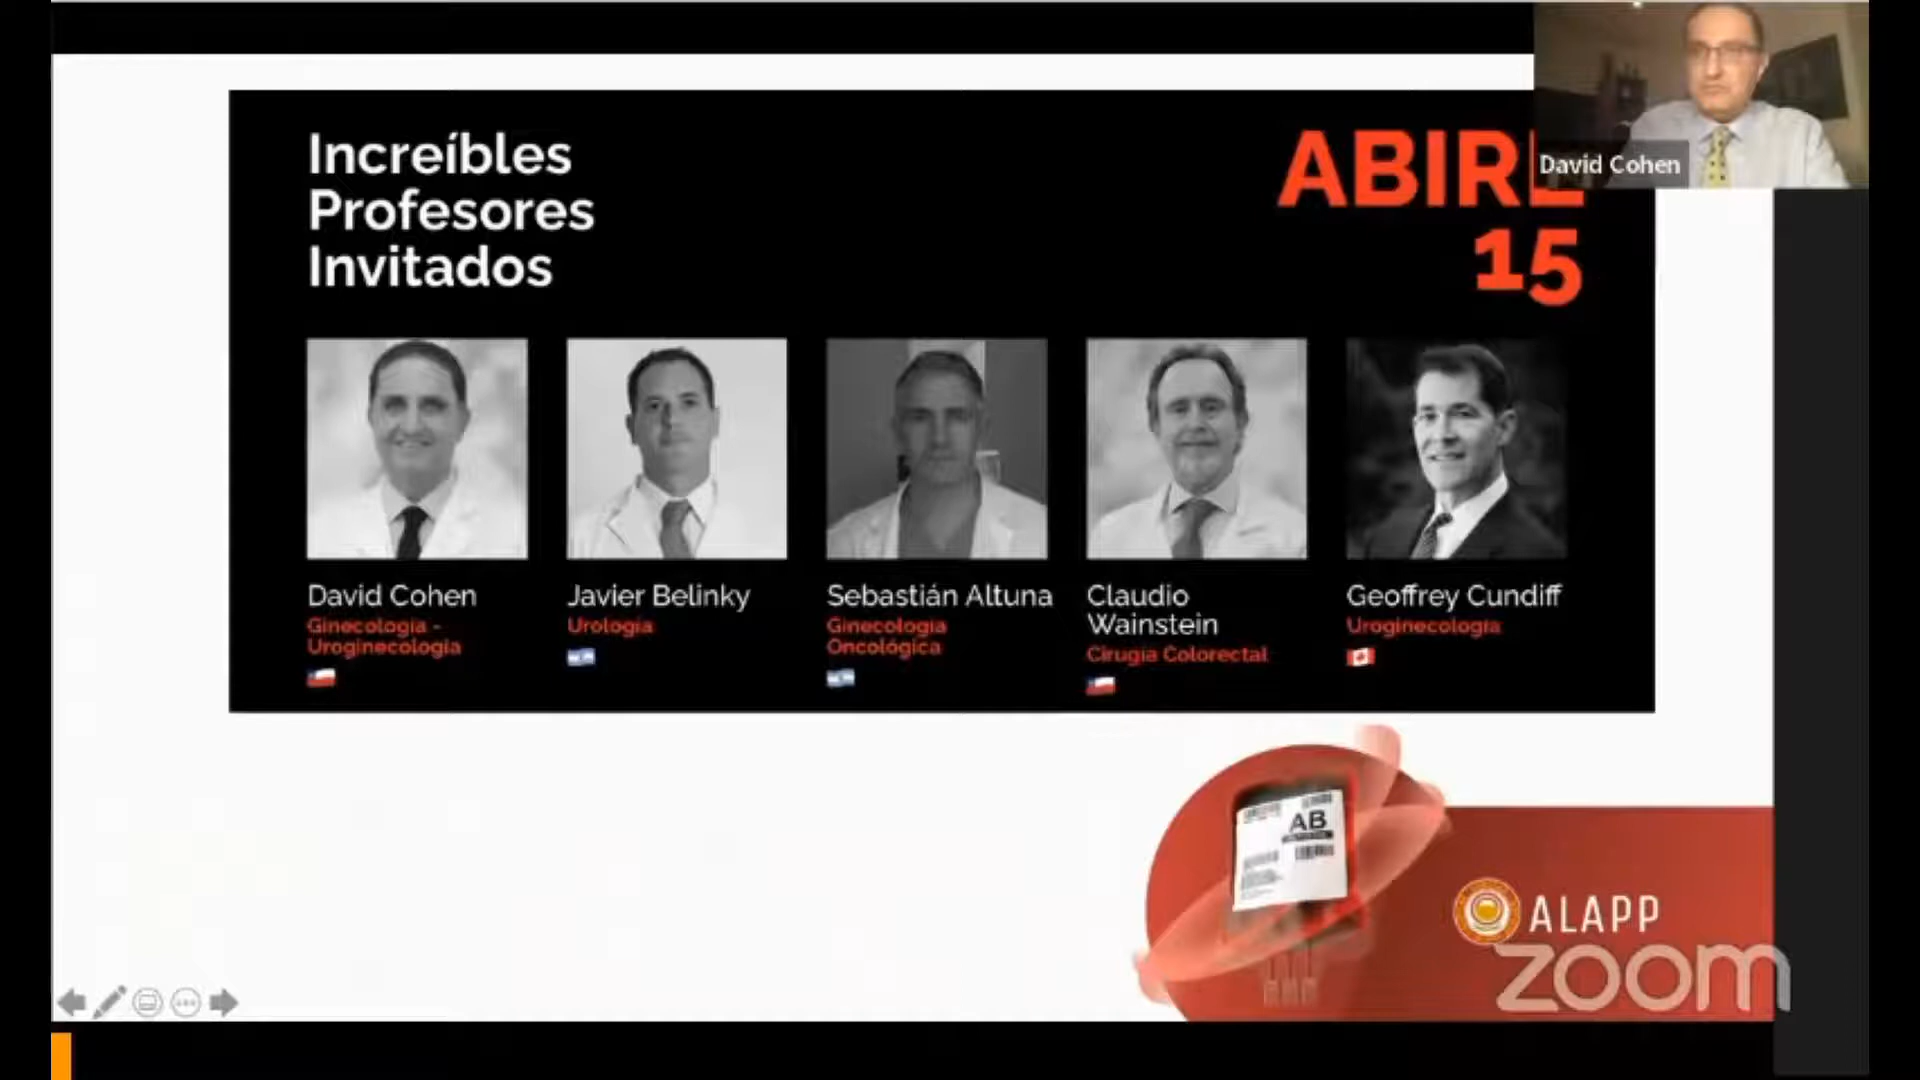 Increíbles
Profesores
Invitados
ABIRL
15
David Cohen
David Cohen
Ginecología -
Uroginecología
Javier Belinky
Urología
Sebastián Altuna
Ginecología
Oncológica
Claudio
Wainstein
Cirugía Colorectal
Geoffrey Cundiff
Uroginecología
AB
ALAPP
zoom